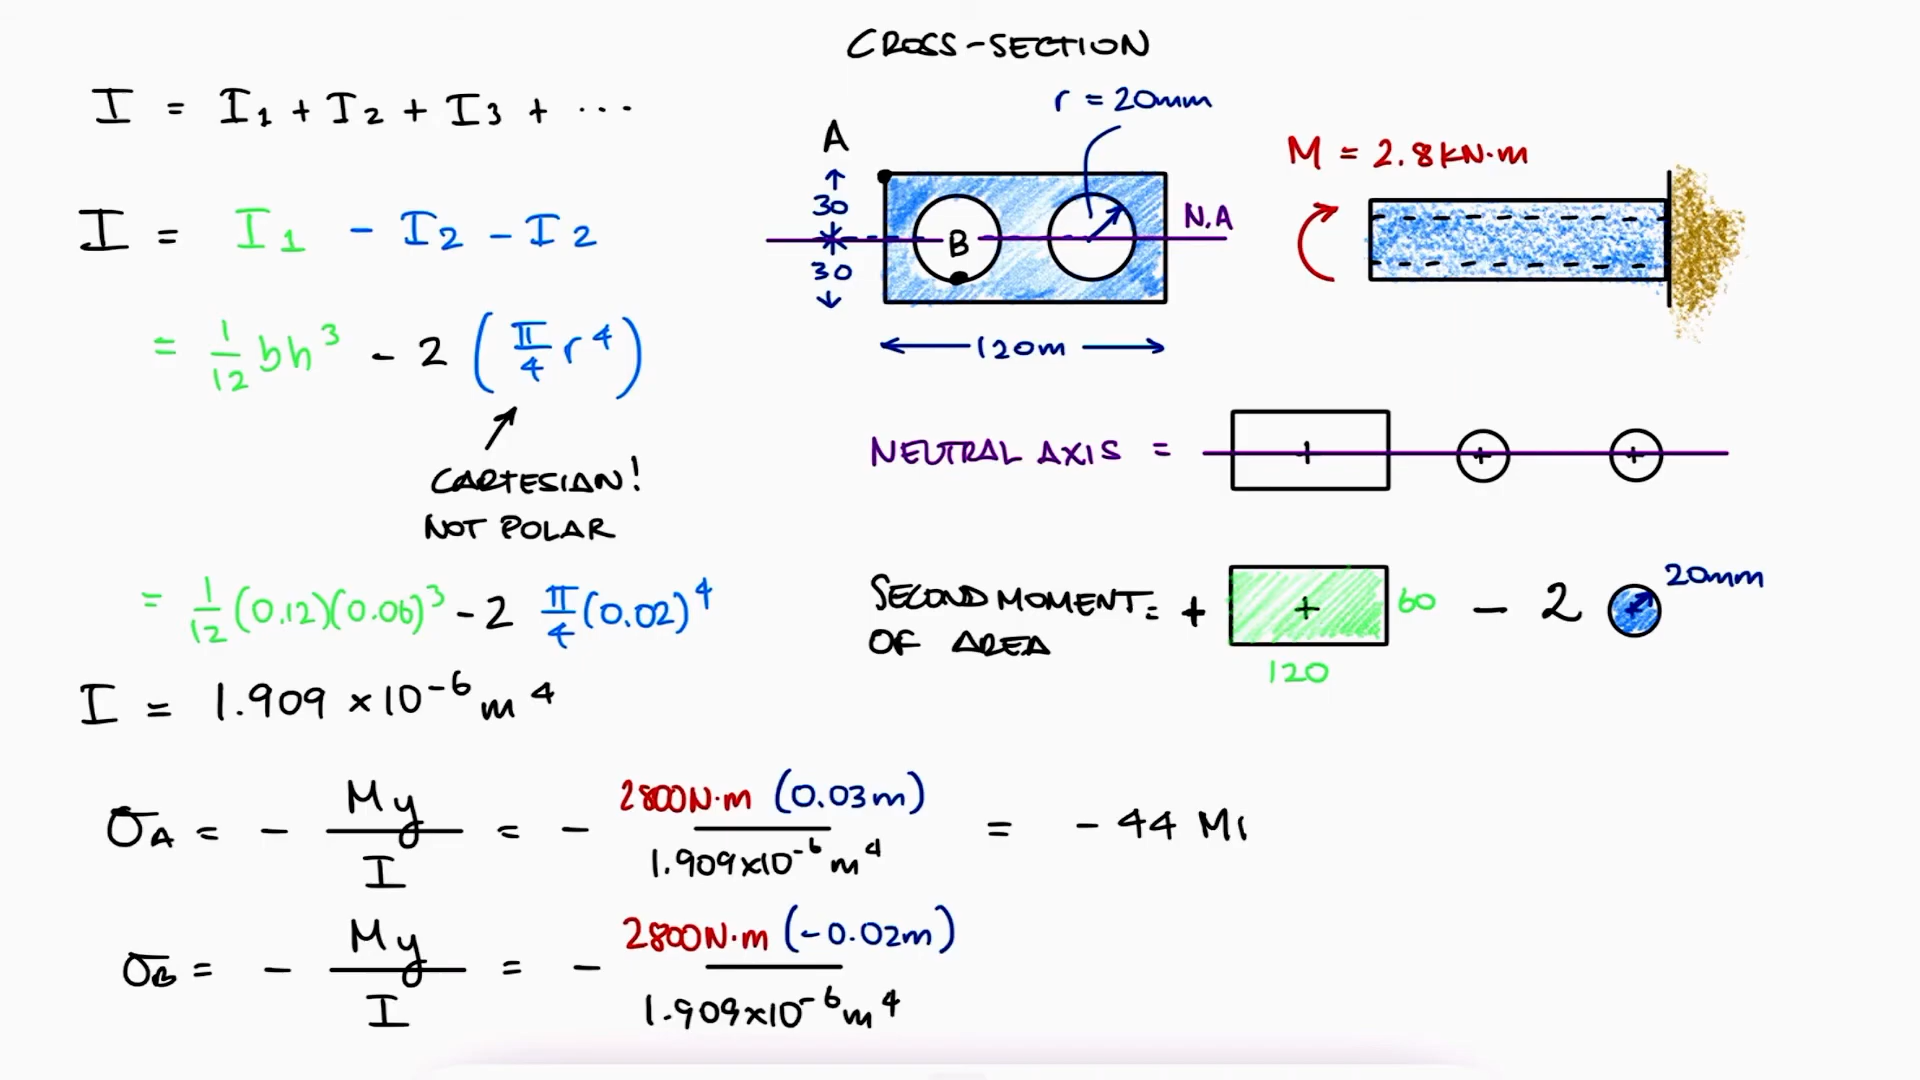 CROSS-SECTION
I = I1 + I2 + I3 + ...
I = I1 - I2 - I2
= 1/12 bh³ - 2 (π/4 r⁴)
CARTESIAN!
NOT POLAR
= 1/12 (0.12)(0.06)³ - 2 π/4 (0.02)⁴
I = 1.909 ×10⁻⁶ m⁴
σA = - My/I = - 2800N·m (0.03m) / 1.909×10⁻⁶ m⁴ = - 44 M
σB = - My/I = - 2800N·m (-0.02m) / 1.909×10⁻⁶ m⁴
r = 20mm
A
30
30
B
N.A
120m
M = 2.8kN·m
NEUTRAL AXIS =
SECOND MOMENT = + 60 - 2 20mm
OF AREA
120